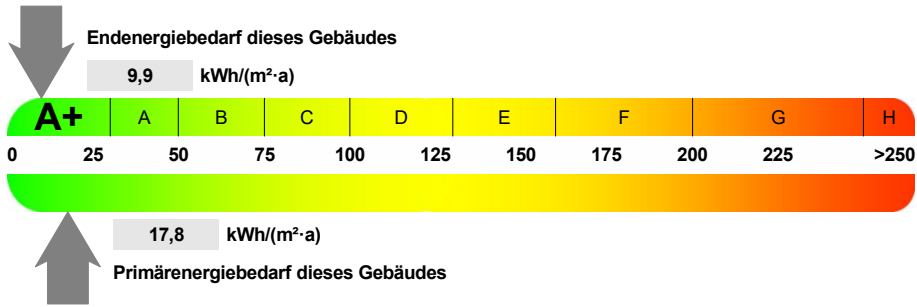 Endenergiebedarf dieses Gebäudes
9,9 kWh/(m²·a)
A+ A B C D E F G H
0 25 50 75 100 125 150 175 200 225 >250
17,8 kWh/(m²·a)
Primärenergiebedarf dieses Gebäudes